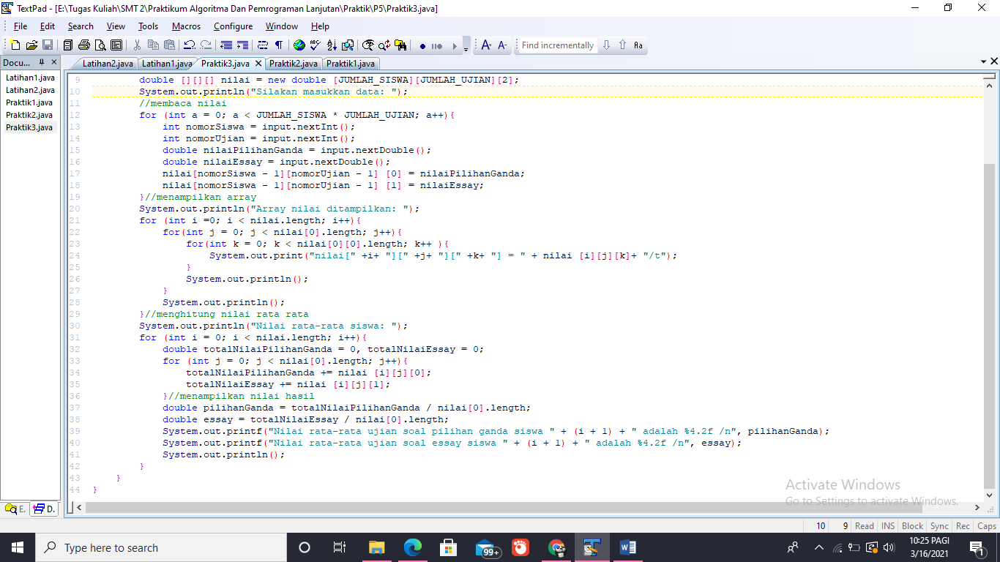 TextPad - [E:\Tugas Kuliah\SMT 2\Praktikum Algoritma Dan Pemrograman Lanjutan\Praktik\P5\Praktik3.java]
File Edit Search View Tools Macros Configure Window Help
Find incrementally
Docu...
Latihan2.java Latihan1.java Praktik3.java Praktik2.java Praktik1.java
Latihan1.java
Latihan2.java
Praktik1.java
Praktik2.java
Praktik3.java
9 double [][][] nilai = new double [JUMLAH_SISWA][JUMLAH_UJIAN][2];
10 System.out.println("Silakan masukkan data: ");
11 //membaca nilai
12 for (int a = 0; a < JUMLAH_SISWA * JUMLAH_UJIAN; a++){
13 int nomorSiswa = input.nextInt();
14 int nomorUjian = input.nextInt();
15 double nilaiPilihanGanda = input.nextDouble();
16 double nilaiEssay = input.nextDouble();
17 nilai[nomorSiswa - 1][nomorUjian - 1] [0] = nilaiPilihanGanda;
18 nilai[nomorSiswa - 1][nomorUjian - 1] [1] = nilaiEssay;
19 }//menampilkan array
20 System.out.println("Array nilai ditampilkan: ");
21 for (int i =0; i < nilai.length; i++){
22 for(int j = 0; j < nilai[0].length; j++){
23 for(int k = 0; k < nilai[0][0].length; k++ ){
24 System.out.print("nilai[" +i+ "][" +j+ "][" +k+ "] = " + nilai [i][j][k]+ "/t");
25 }
26 System.out.println();
27 }
28 System.out.println();
29 }//menghitung nilai rata rata
30 System.out.println("Nilai rata-rata siswa: ");
31 for (int i = 0; i < nilai.length; i++){
32 double totalNilaiPilihanGanda = 0, totalNilaiEssay = 0;
33 for (int j = 0; j < nilai[0].length; j++){
34 totalNilaiPilihanGanda += nilai [i][j][0];
35 totalNilaiEssay += nilai [i][j][1];
36 }//menampilkan nilai hasil
37 double pilihanGanda = totalNilaiPilihanGanda / nilai[0].length;
38 double essay = totalNilaiEssay / nilai[0].length;
39 System.out.printf("Nilai rata-rata ujian soal pilihan ganda siswa " + (i + 1) + " adalah %4.2f /n", pilihanGanda);
40 System.out.printf("Nilai rata-rata ujian soal essay siswa " + (i + 1) + " adalah %4.2f /n", essay);
41 System.out.println();
42 }
43 }
44 }
Activate Windows
Go to Settings to activate Windows.
E. D.
10 9 Read INS Block Sync Rec Caps
Type here to search
99+
10:25 PAGI
3/16/2021
1